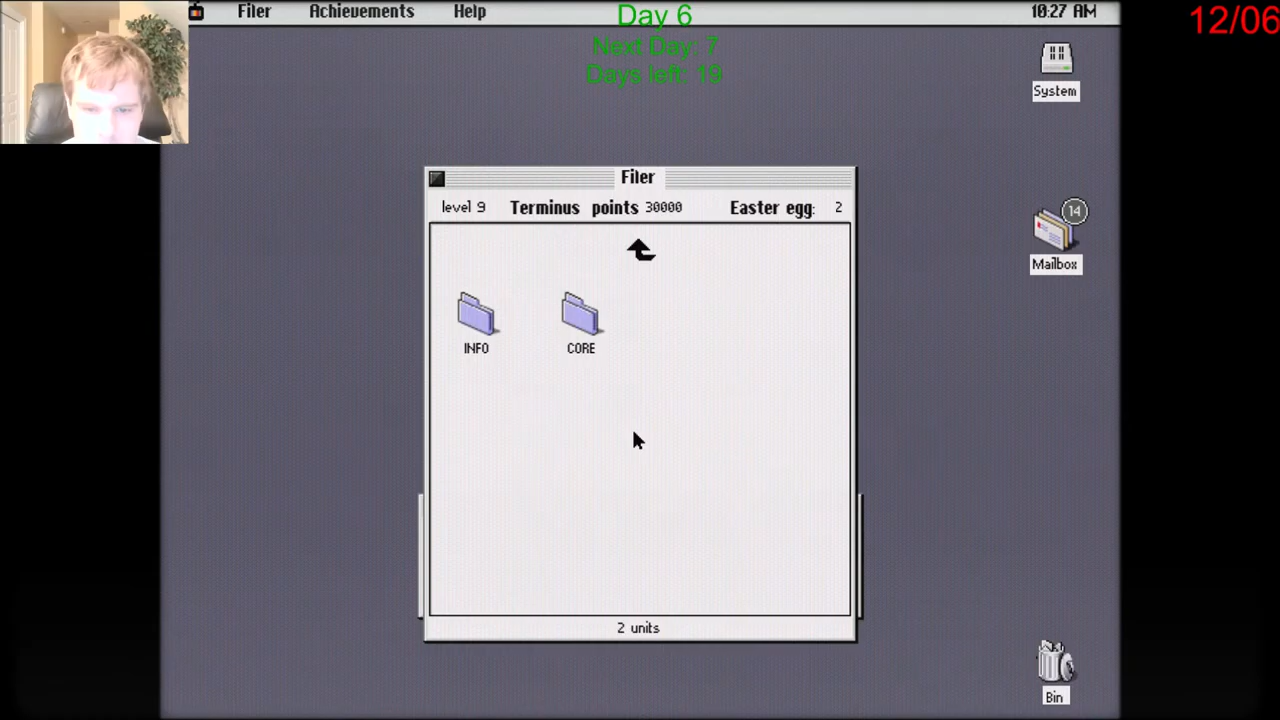 Filer Achievements Help
Day 6
10:27 AM
12/06
Next Day: 7
Days left: 19
System
Filer
level 9 Terminus points 30000 Easter egg: 2
14
Mailbox
INFO CORE
2 units
Bin